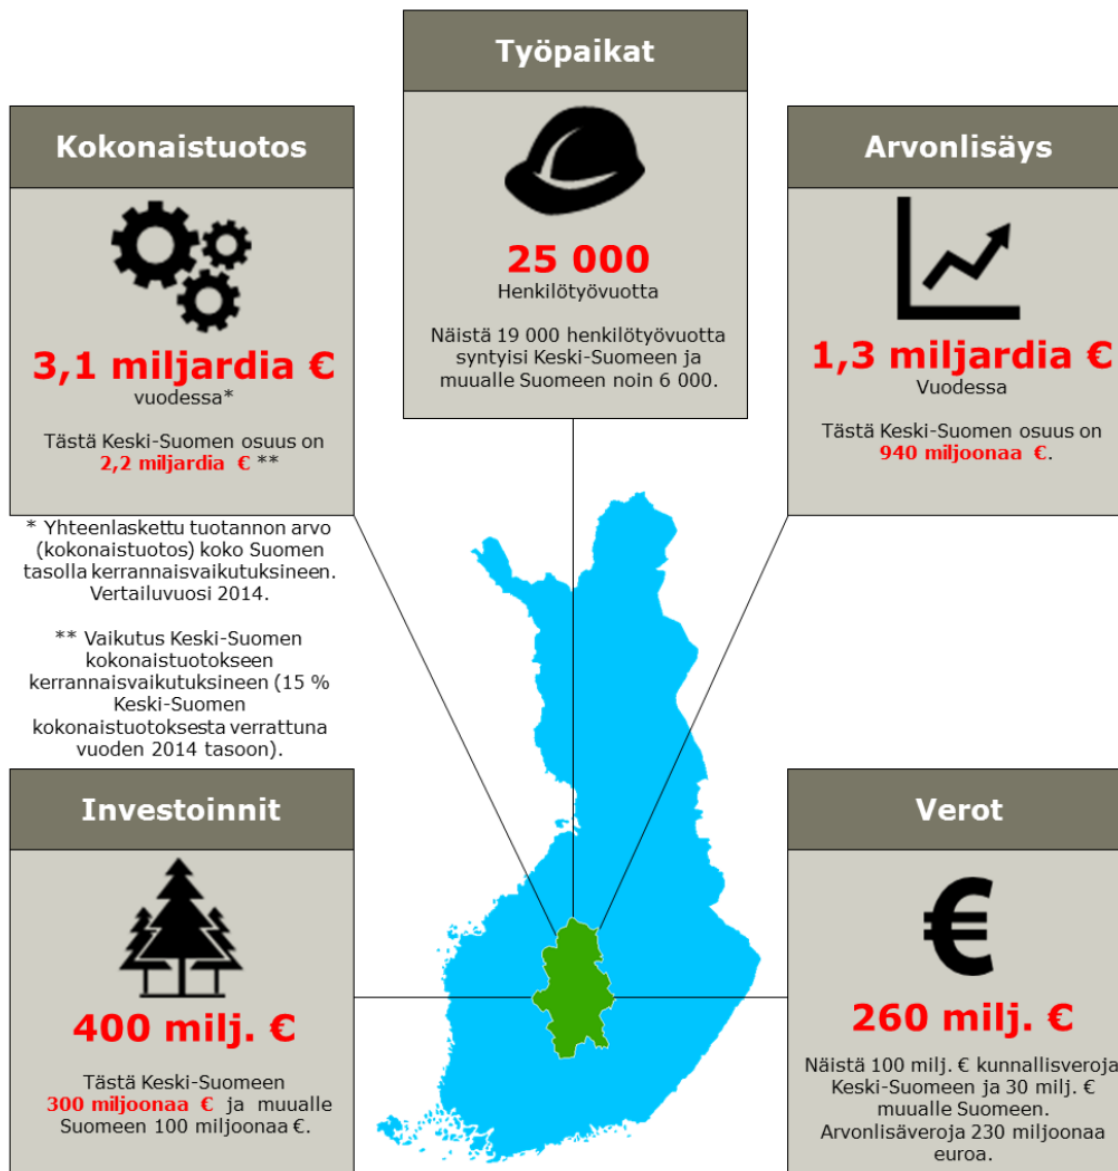 Työpaikat
25 000
Henkilötyövuotta
Näistä 19 000 henkilötyövuotta
syntyisi Keski-Suomeen ja
muualle Suomeen noin 6 000.
Kokonaistuotos
3,1 miljardia €
vuodessa*
Tästä Keski-Suomen osuus on
2,2 miljardia € **
* Yhteenlaskettu tuotannon arvo
(kokonaistuotos) koko Suomen
tasolla kerrannaisvaikutuksineen.
Vertailuvuosi 2014.
** Vaikutus Keski-Suomen
kokonaistuotokseen
kerrannaisvaikutuksineen (15 %
Keski-Suomen
kokonaistuotoksesta verrattuna
vuoden 2014 tasoon).
Arvonlisäys
1,3 miljardia €
Vuodessa
Tästä Keski-Suomen osuus on
940 miljoonaa €.
Investoinnit
400 milj. €
Tästä Keski-Suomeen
300 miljoonaa € ja muualle
Suomeen 100 miljoonaa €.
Verot
€
260 milj. €
Näistä 100 milj. € kunnallisveroja
Keski-Suomeen ja 30 milj. €
muualle Suomeen.
Arvonlisäveroja 230 miljoonaa
euroa.